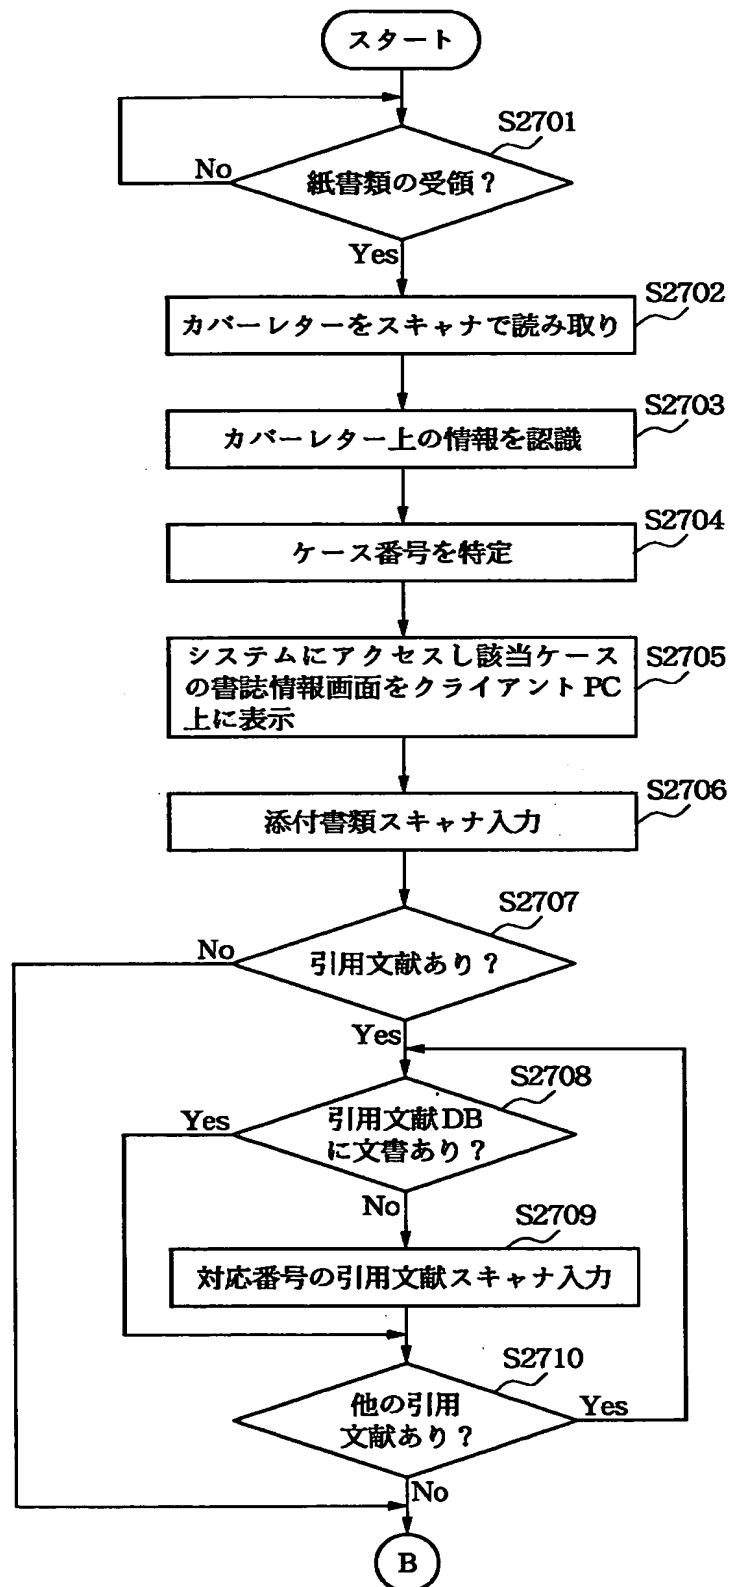 スタート
S2701
No
紙書類の受領？
Yes
S2702
カバーレターをスキャナで読み取り
S2703
カバーレター上の情報を認識
S2704
ケース番号を特定
S2705
システムにアクセスし該当ケース
の書誌情報画面をクライアントPC
上に表示
S2706
添付書類スキャナ入力
S2707
No
引用文献あり？
Yes
S2708
Yes
引用文献DB
に文書あり？
No
S2709
対応番号の引用文献スキャナ入力
S2710
他の引用
文献あり？
Yes
No
B